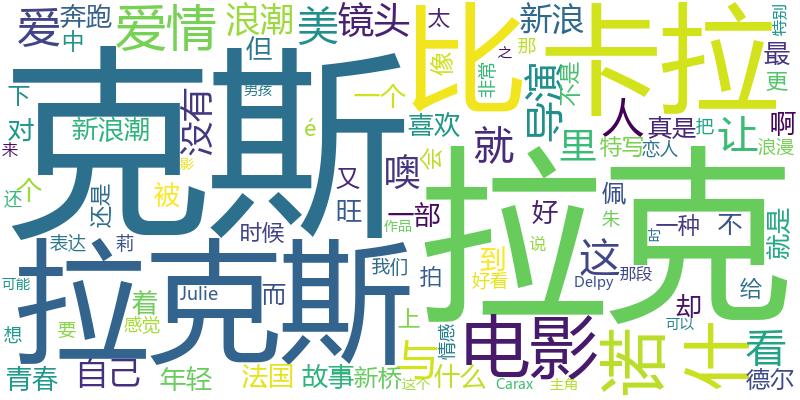 爱
奔跑
中
爱情
浪潮
美
镜头
太
但
像
比
卡拉
新浪
特别
那
之
非常
导演
不是
最
更
下
对
来
还
个
新浪潮
还是
没有
男孩
é
克斯
影
被
又
旺
噢
会
喜欢
就
人
里
真是
把
特写
恋人
让
啊
浪漫
佩
朱
好
一部
作品
拉克
离
一种
不
就是
拉克斯
表达
莉
时候
可能
想
要
着
感觉
Julie
而
我们
拍
上
到
好看
说
这
却
那段
Delpy
给
可以
情感
电影
与
诺
仕
看
青春
自己
年轻
法国
故事
新桥
这个
什么
Carax
主角
德尔